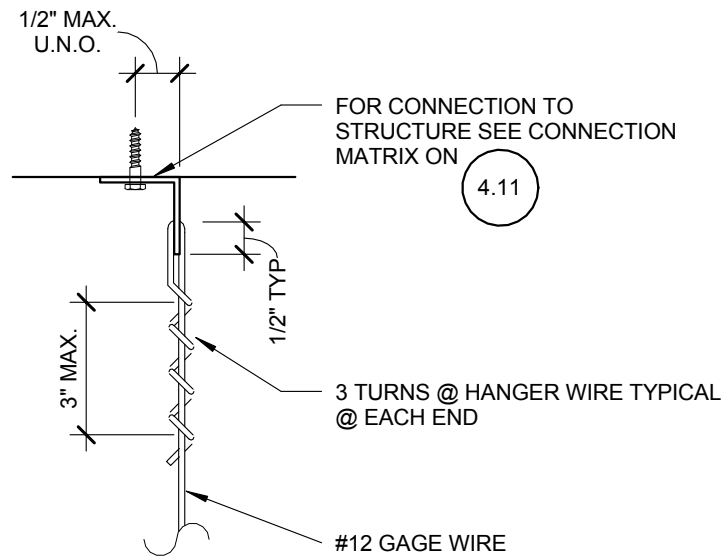 1/2" MAX.
U.N.O.
FOR CONNECTION TO
STRUCTURE SEE CONNECTION
MATRIX ON
4.11
1/2" TYP
3" MAX.
3 TURNS @ HANGER WIRE TYPICAL
@ EACH END
#12 GAGE WIRE